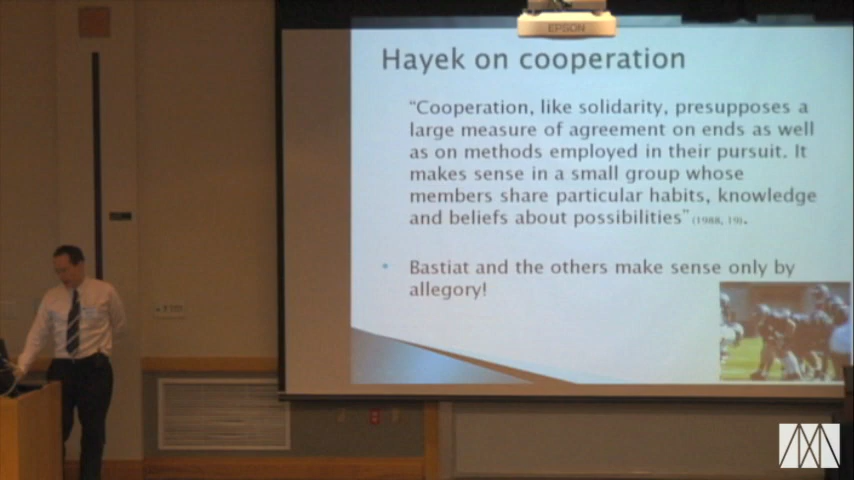 EPSON
Hayek on cooperation
“Cooperation, like solidarity, presupposes a
large measure of agreement on ends as well
as on methods employed in their pursuit. It
makes sense in a small group whose
members share particular habits, knowledge
and beliefs about possibilities” (1988, 19).
• Bastiat and the others make sense only by
allegory!